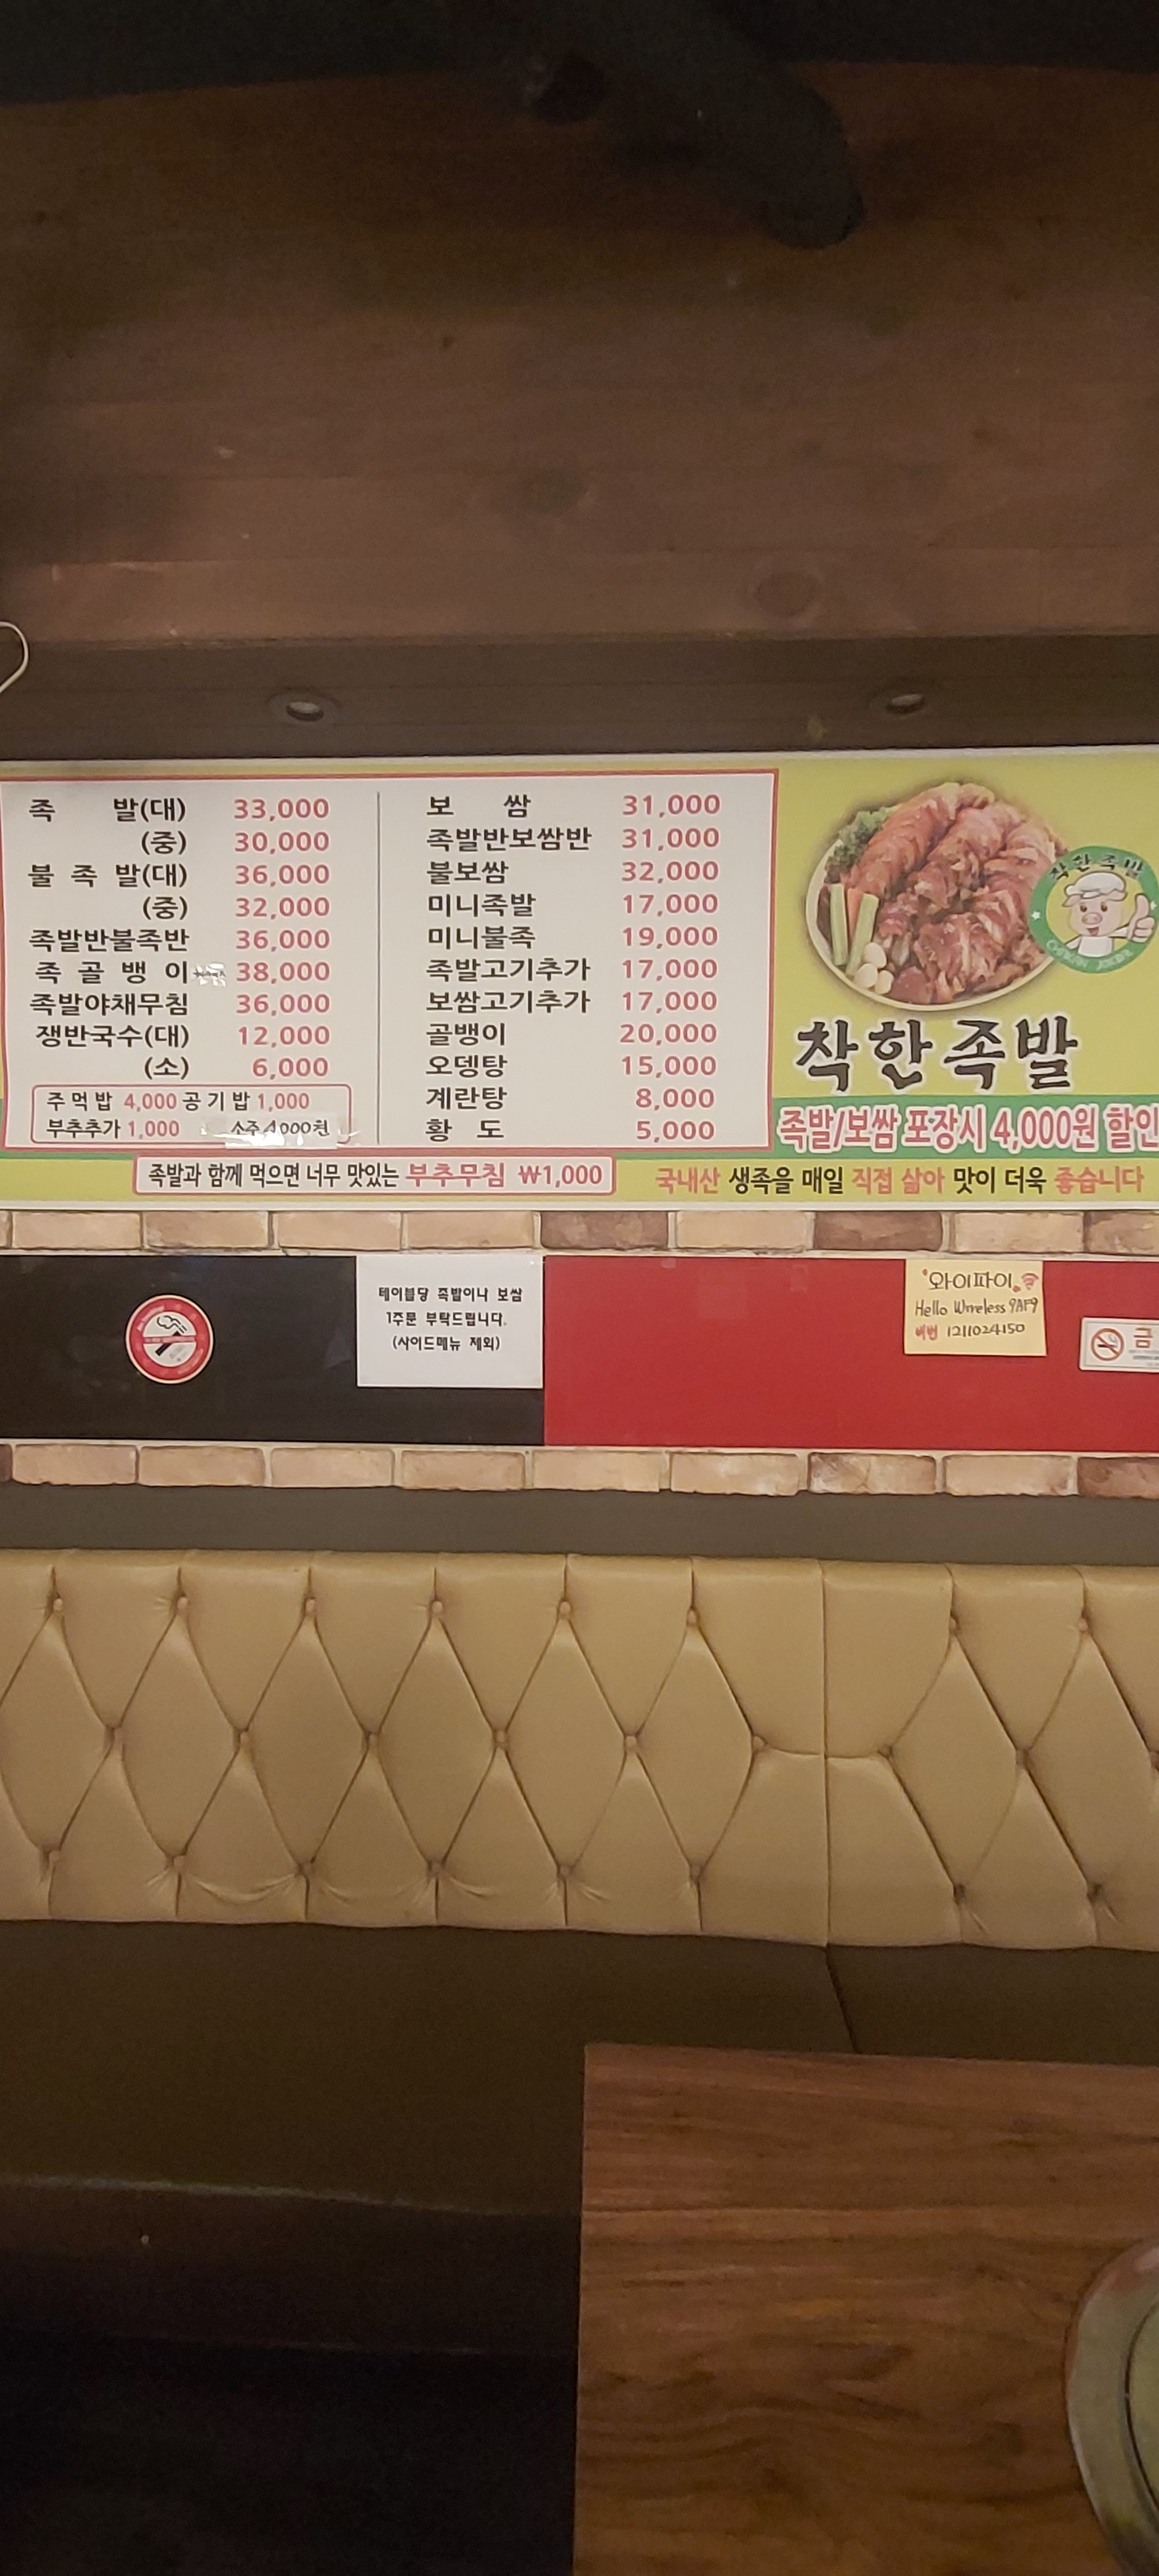 족 발(대) 33,000
(중) 30,000
불 족 발(대) 36,000
(중) 32,000
족발반불족반 36,000
족 골 뱅 이 38,000
족발야채무침 36,000
쟁반국수(대) 12,000
(소) 6,000
주 먹 밥 4,000 공 기 밥 1,000
부추추가 1,000 소주 4,000원
보 쌈 31,000
족발반보쌈반 31,000
불보쌈 32,000
미니족발 17,000
미니불족 19,000
족발고기추가 17,000
보쌈고기추가 17,000
골뱅이 20,000
오뎅탕 15,000
계란탕 8,000
황 도 5,000
착한족발
착한족발
족발/보쌈 포장시 4,000원 할인
족발과 함께 먹으면 너무 맛있는 부추무침 ₩1,000
국내산 생족을 매일 직접 삶아 맛이 더욱 좋습니다
테이블당 족발이나 보쌈
1주문 부탁드립니다.
(사이드메뉴 제외)
와이파이
Hello Wireless 9AF9
비번 1211024150
금